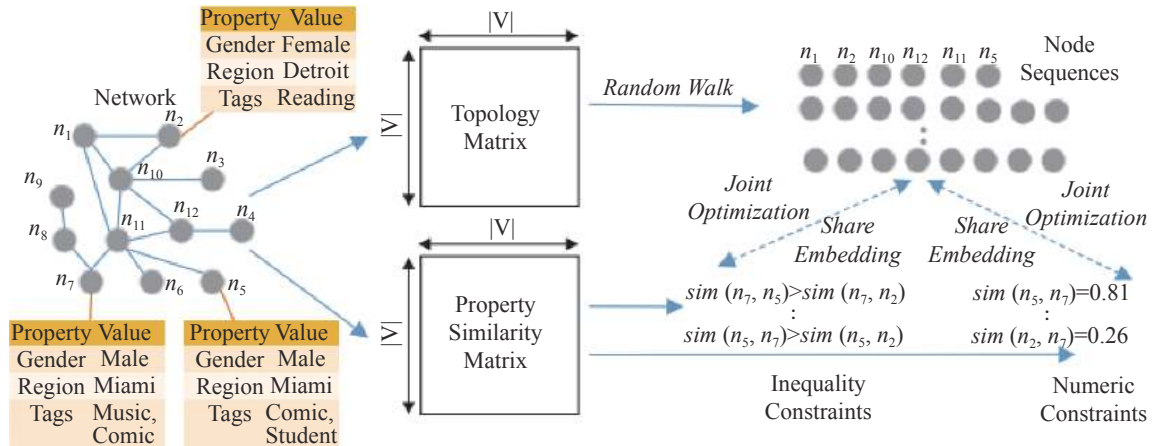 Property Value
Gender Female
Region Detroit
Tags Reading
Network
n1
n2
n3
n10
n9
n12
n4
n11
n8
n7
n6
n5
Property Value
Gender Male
Region Miami
Tags Music,
Comic
Property Value
Gender Male
Region Miami
Tags Comic,
Student
|V|
|V|
Topology
Matrix
|V|
|V|
Property
Similarity
Matrix
Random Walk
n1 n2 n10 n12 n11 n5
Node
Sequences
Joint
Optimization
Share
Embedding
Share
Embedding
Joint
Optimization
sim (n7, n5)>sim (n7, n2)
:
sim (n5, n7)>sim (n5, n2)
sim (n5, n7)=0.81
:
sim (n2, n7)=0.26
Inequality
Constraints
Numeric
Constraints